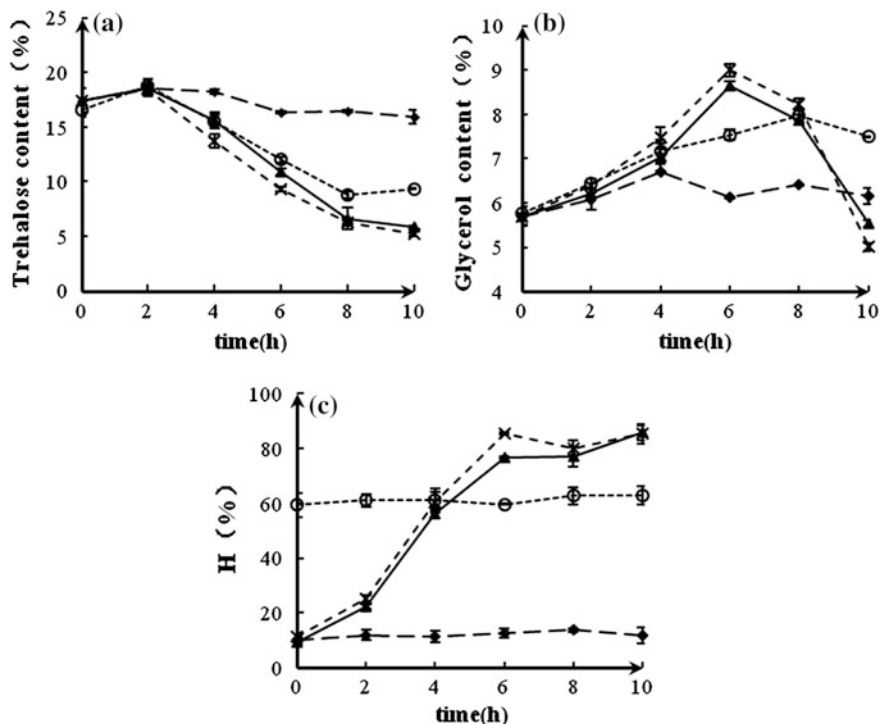 (a)
Trehalose content (%)
25
20
15
10
5
0
0 2 4 6 8 10
time(h)
(b)
Glycerol content (%)
10
9
8
7
6
5
4
0 2 4 6 8 10
time(h)
(c)
H (%)
100
80
60
40
20
0
0 2 4 6 8 10
time(h)